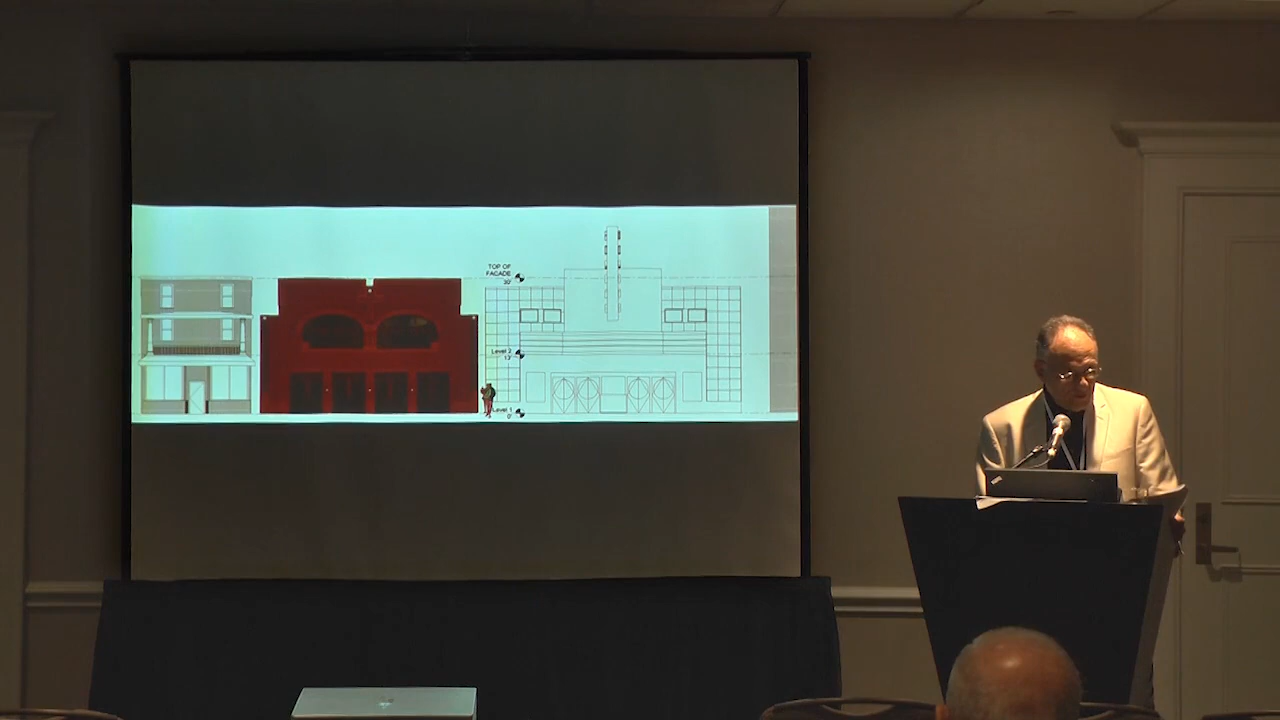 TOP OF
FACADE
30'
Level 2
13'
Level 1
0'